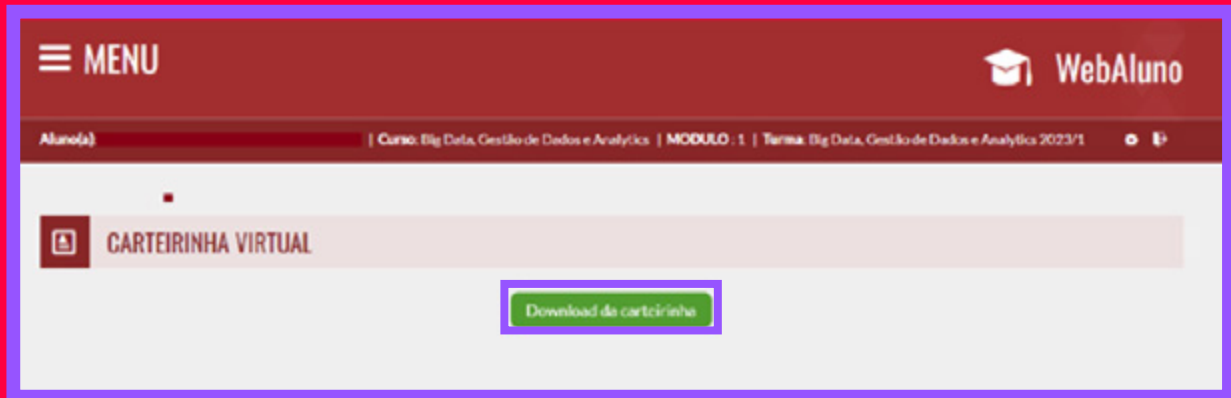 MENU
WebAluno
Aluno(a): | Curso: Big Data, Gestão de Dados e Analytics | MODULO : 1 | Turma: Big Data, Gestão de Dados e Analytics 2023/1
CARTEIRINHA VIRTUAL
Download da carteirinha